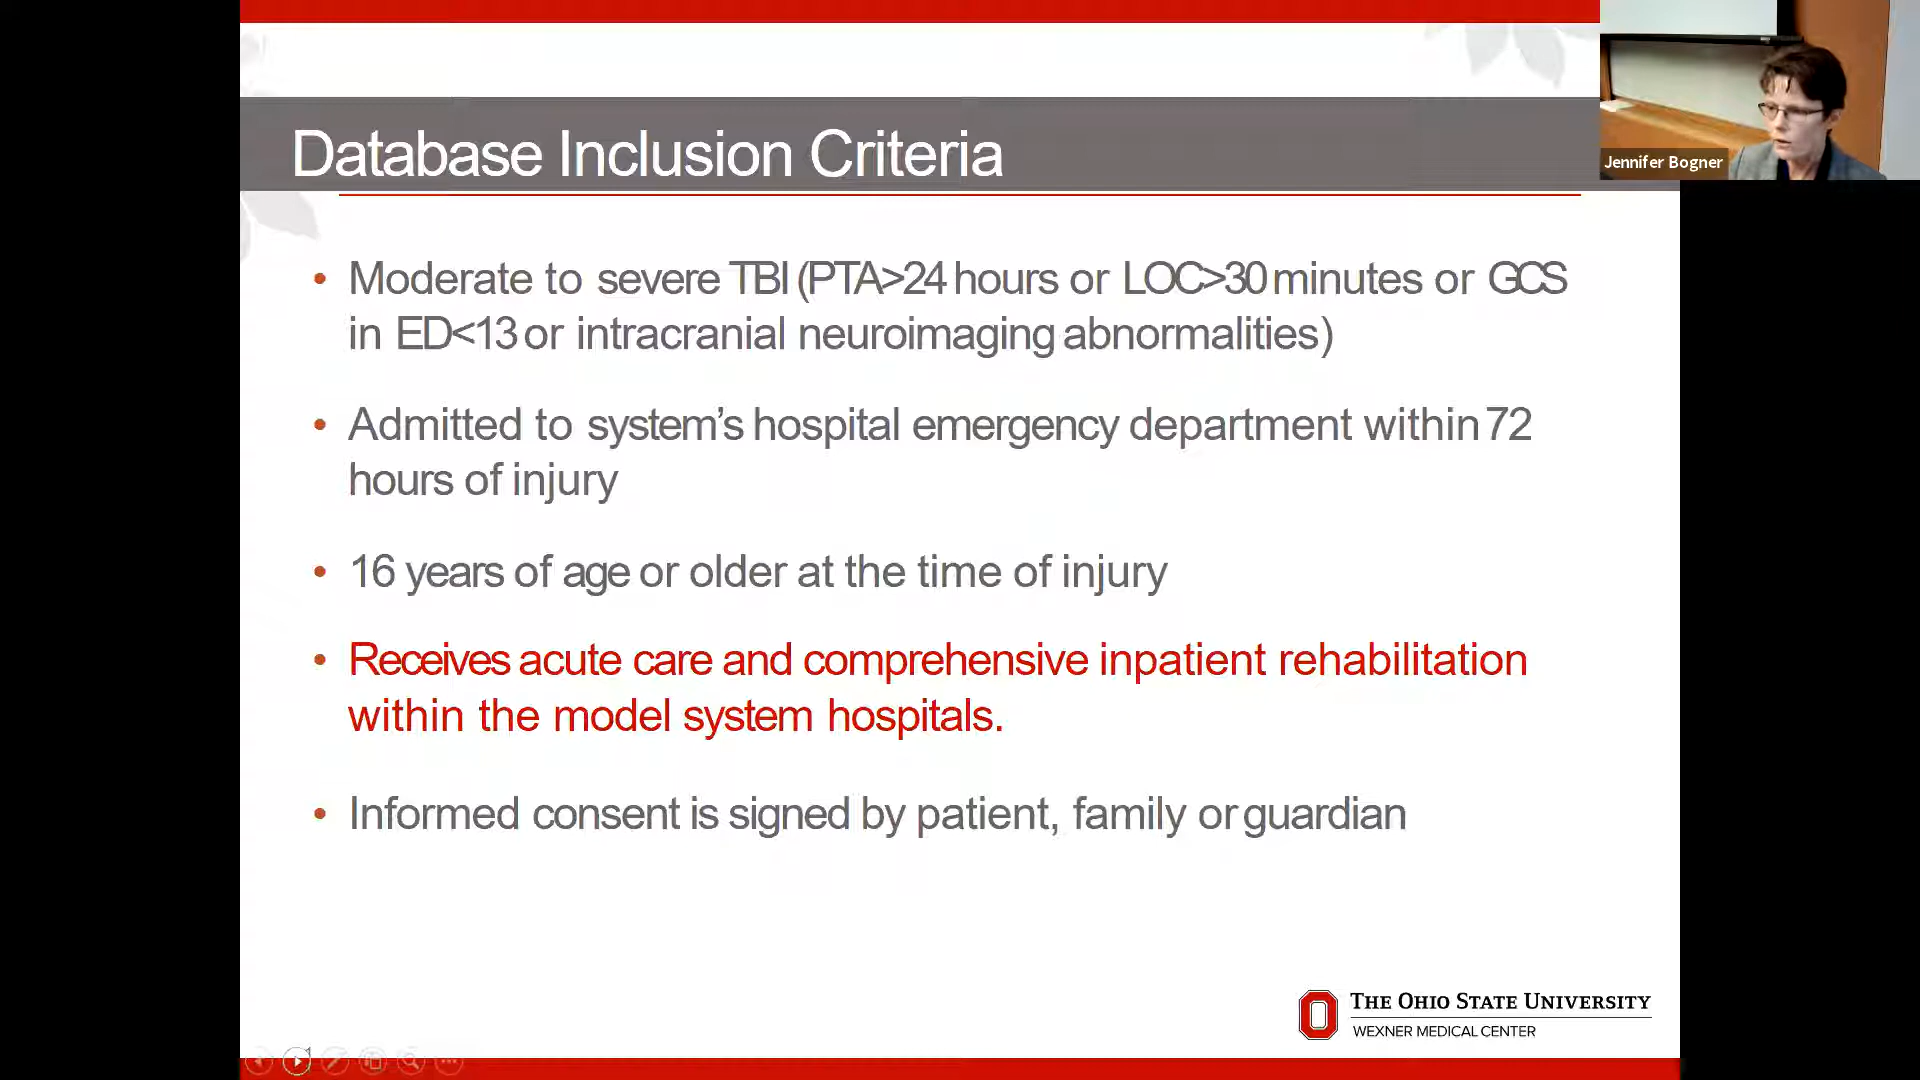 Database Inclusion Criteria
Jennifer Bogner
• Moderate to severe TBI (PTA>24 hours or LOC>30 minutes or GCS
in ED<13 or intracranial neuroimaging abnormalities)
• Admitted to system’s hospital emergency department within 72
hours of injury
• 16 years of age or older at the time of injury
• Receives acute care and comprehensive inpatient rehabilitation
within the model system hospitals.
• Informed consent is signed by patient, family or guardian
THE OHIO STATE UNIVERSITY
WEXNER MEDICAL CENTER